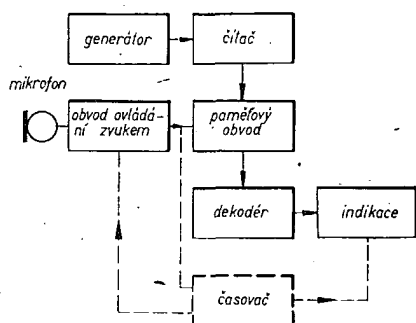 generátor
čítač
mikrofon
obvod ovládá-
ní zvukem
paměťový
obvod
dekodér
indikace
časovač